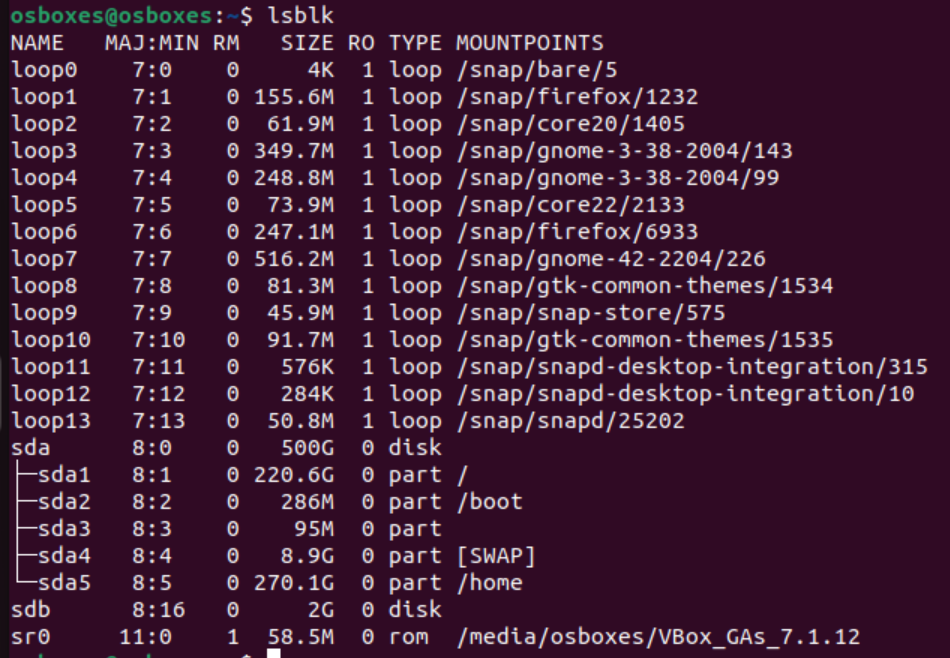 osboxes@osboxes:~$ lsblk
NAME   MAJ:MIN RM   SIZE RO TYPE MOUNTPOINTS
loop0    7:0    0     4K  1 loop /snap/bare/5
loop1    7:1    0 155.6M  1 loop /snap/firefox/1232
loop2    7:2    0  61.9M  1 loop /snap/core20/1405
loop3    7:3    0 349.7M  1 loop /snap/gnome-3-38-2004/143
loop4    7:4    0 248.8M  1 loop /snap/gnome-3-38-2004/99
loop5    7:5    0  73.9M  1 loop /snap/core22/2133
loop6    7:6    0 247.1M  1 loop /snap/firefox/6933
loop7    7:7    0 516.2M  1 loop /snap/gnome-42-2204/226
loop8    7:8    0  81.3M  1 loop /snap/gtk-common-themes/1534
loop9    7:9    0  45.9M  1 loop /snap/snap-store/575
loop10   7:10   0  91.7M  1 loop /snap/gtk-common-themes/1535
loop11   7:11   0   576K  1 loop /snap/snapd-desktop-integration/315
loop12   7:12   0   284K  1 loop /snap/snapd-desktop-integration/10
loop13   7:13   0  50.8M  1 loop /snap/snapd/25202
sda      8:0    0   500G  0 disk
├─sda1   8:1    0 220.6G  0 part /
├─sda2   8:2    0   286M  0 part /boot
├─sda3   8:3    0    95M  0 part
├─sda4   8:4    0   8.9G  0 part [SWAP]
└─sda5   8:5    0 270.1G  0 part /home
sdb      8:16   0     2G  0 disk
sr0     11:0    1  58.5M  0 rom  /media/osboxes/VBox_GAs_7.1.12